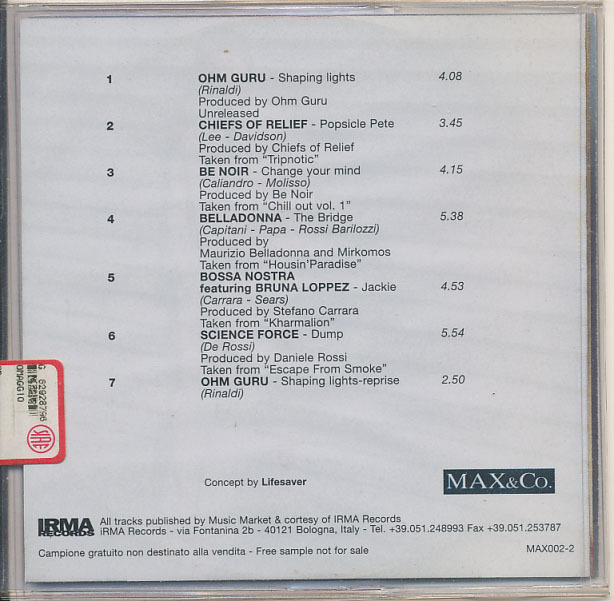 1 OHM GURU - Shaping lights 4.08
(Rinaldi)
Produced by Ohm Guru
Unreleased
2 CHIEFS OF RELIEF - Popsicle Pete 3.45
(Lee - Davidson)
Produced by Chiefs of Relief
Taken from "Tripnotic"
3 BE NOIR - Change your mind 4.15
(Caliandro - Molisso)
Produced by Be Noir
Taken from "Chill out vol. 1"
4 BELLADONNA - The Bridge 5.38
(Capitani - Papa - Rossi Barilozzi)
Produced by
Maurizio Belladonna and Mirkomos
Taken from "Housin'Paradise"
5 BOSSA NOSTRA
featuring BRUNA LOPPEZ - Jackie 4.53
(Carrara - Sears)
Produced by Stefano Carrara
Taken from "Kharmalion"
6 SCIENCE FORCE - Dump 5.54
(De Rossi)
Produced by Daniele Rossi
Taken from "Escape From Smoke"
7 OHM GURU - Shaping lights-reprise 2.50
(Rinaldi)
G 62928796
OMAGGIO
SIAE
Concept by Lifesaver
MAX&Co.
IRMA
RECORDS
All tracks published by Music Market & cortesy of IRMA Records
iRMA Records - via Fontanina 2b - 40121 Bologna, Italy - Tel. +39.051.248993 Fax +39.051.253787
Campione gratuito non destinato alla vendita - Free sample not for sale
MAX002-2